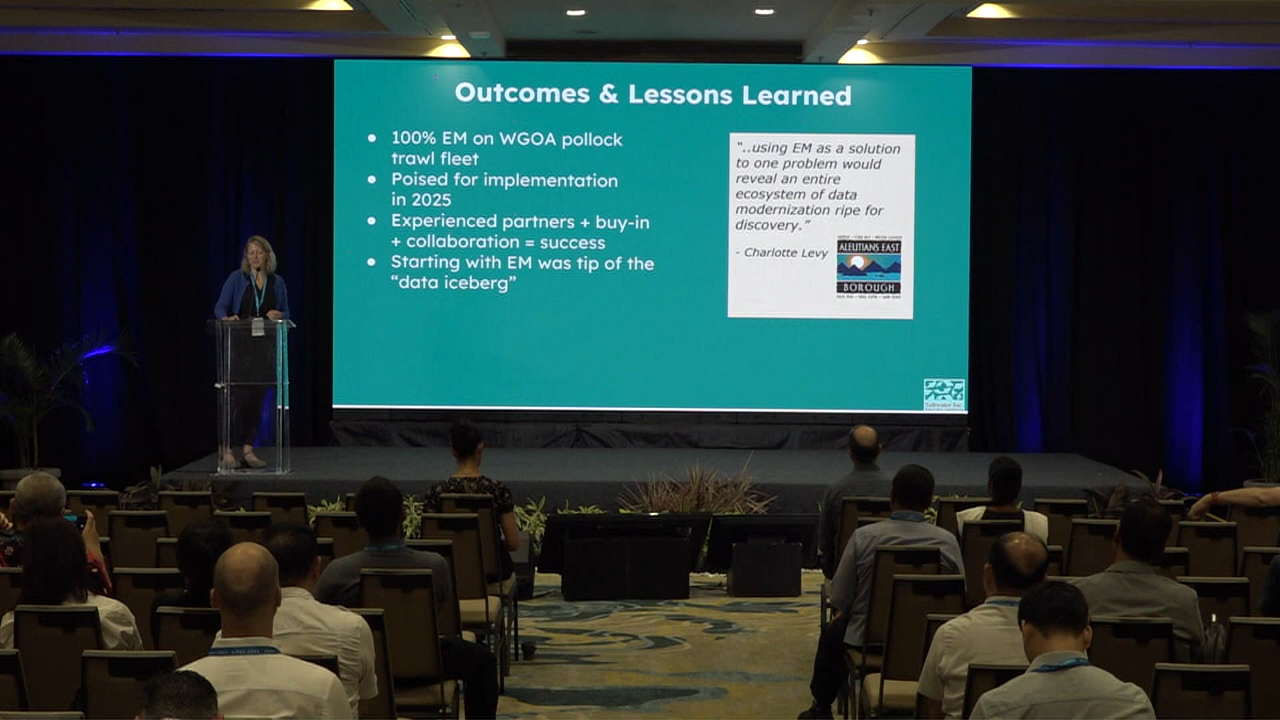 Outcomes & Lessons Learned
● 100% EM on WGOA pollock
trawl fleet
● Poised for implementation
in 2025
● Experienced partners + buy-in
+ collaboration = success
● Starting with EM was tip of the
“data iceberg”
“..using EM as a solution
to one problem would
reveal an entire
ecosystem of data
modernization ripe for
discovery.”
- Charlotte Levy
ALEUTIANS EAST
BOROUGH
Saltwater Inc.